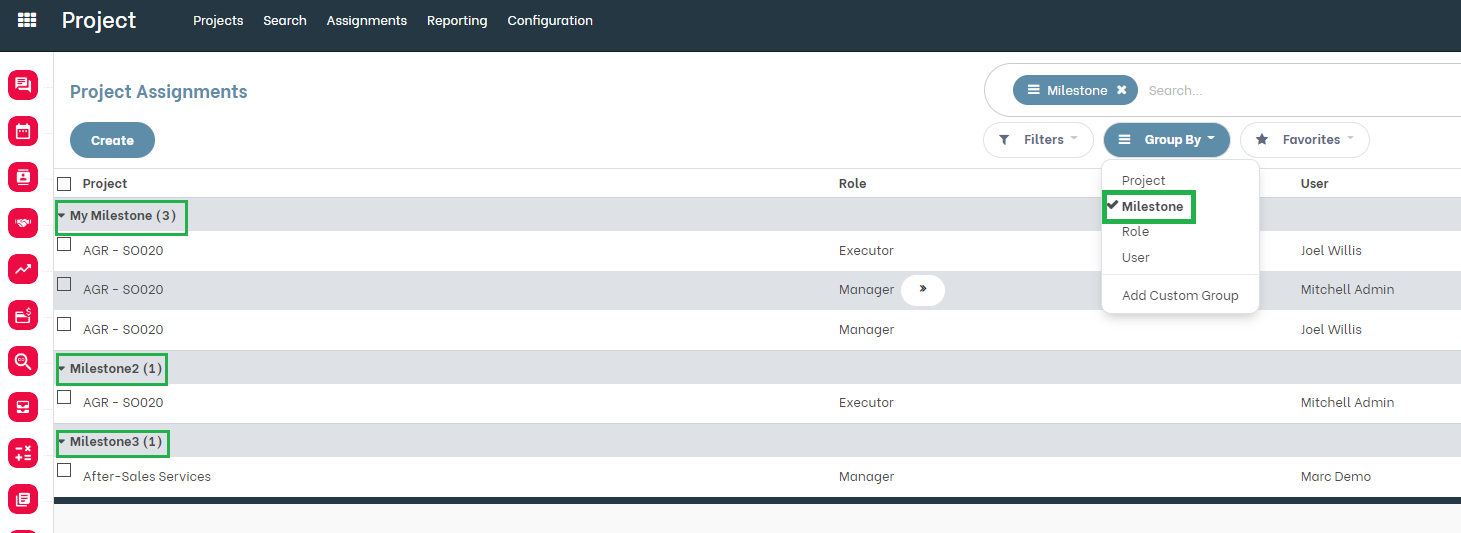 Project Projects Search Assignments Reporting Configuration
Project Assignments
Milestone Search...
Create
Filters Group By Favorites
Project
Milestone
Role
User
Add Custom Group
Project Role User
My Milestone (3)
AGR - SO020 Executor Joel Willis
AGR - SO020 Manager Mitchell Admin
AGR - SO020 Manager Joel Willis
Milestone2 (1)
AGR - SO020 Executor Mitchell Admin
Milestone3 (1)
After-Sales Services Manager Marc Demo